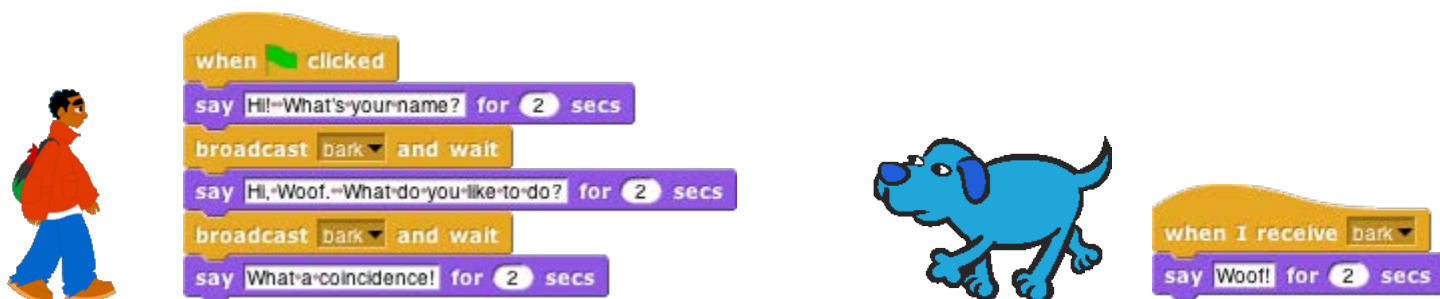 when clicked
say Hi! What's your name? for 2 secs
broadcast bark and wait
say Hi, Woof. What do you like to do? for 2 secs
broadcast bark and wait
say What a coincidence! for 2 secs
when I receive bark
say Woof! for 2 secs